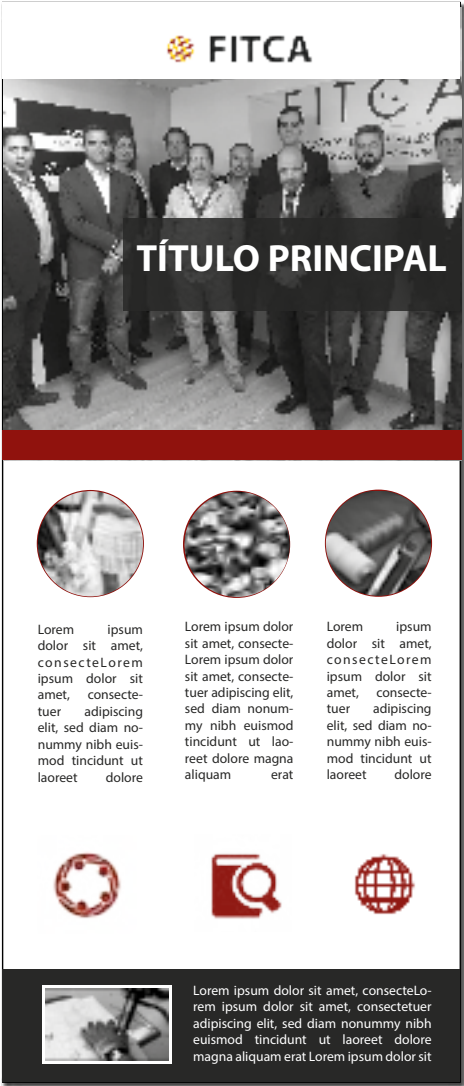 FITCA
FITCA
TÍTULO PRINCIPAL
Lorem ipsum
dolor sit amet,
consecteLorem
ipsum dolor sit
amet, consecte-
tuer adipiscing
elit, sed diam no-
nummy nibh euis-
mod tincidunt ut
laoreet dolore
Lorem ipsum dolor
sit amet, consecte-
Lorem ipsum dolor
sit amet, consecte-
tuer adipiscing elit,
sed diam nonum-
my nibh euismod
tincidunt ut lao-
reet dolore magna
aliquam erat
Lorem ipsum
dolor sit amet,
consecteLorem
ipsum dolor sit
amet, consecte-
tuer adipiscing
elit, sed diam no-
nummy nibh euis-
mod tincidunt ut
laoreet dolore
Lorem ipsum dolor sit amet, consecteLo-
rem ipsum dolor sit amet, consectetuer
adipiscing elit, sed diam nonummy nibh
euismod tincidunt ut laoreet dolore
magna aliquam erat Lorem ipsum dolor sit